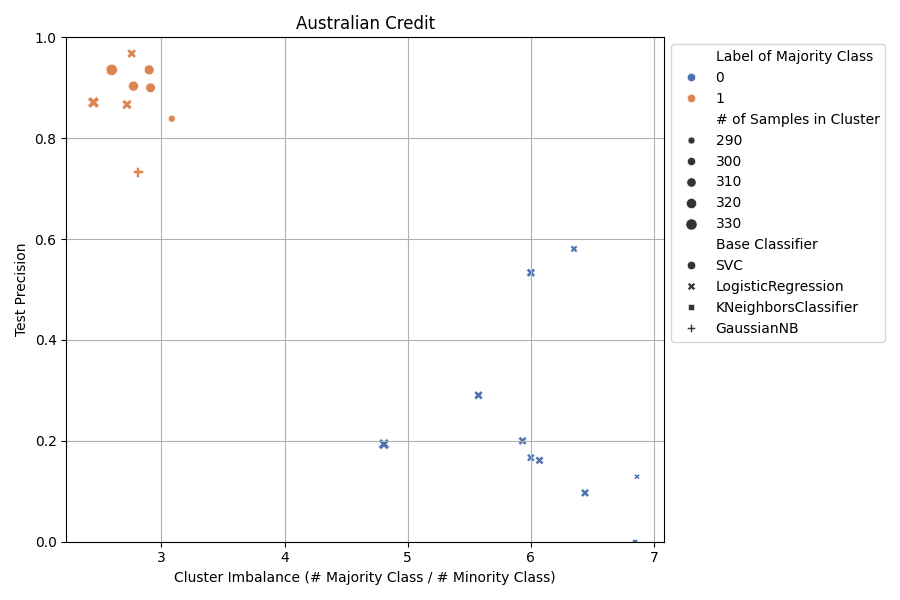 Australian Credit
1.0
0.8
0.6
0.4
0.2
0.0
Test Precision
3
4
5
6
7
Cluster Imbalance (# Majority Class / # Minority Class)
Label of Majority Class
0
1
# of Samples in Cluster
290
300
310
320
330
Base Classifier
SVC
LogisticRegression
KNeighborsClassifier
GaussianNB